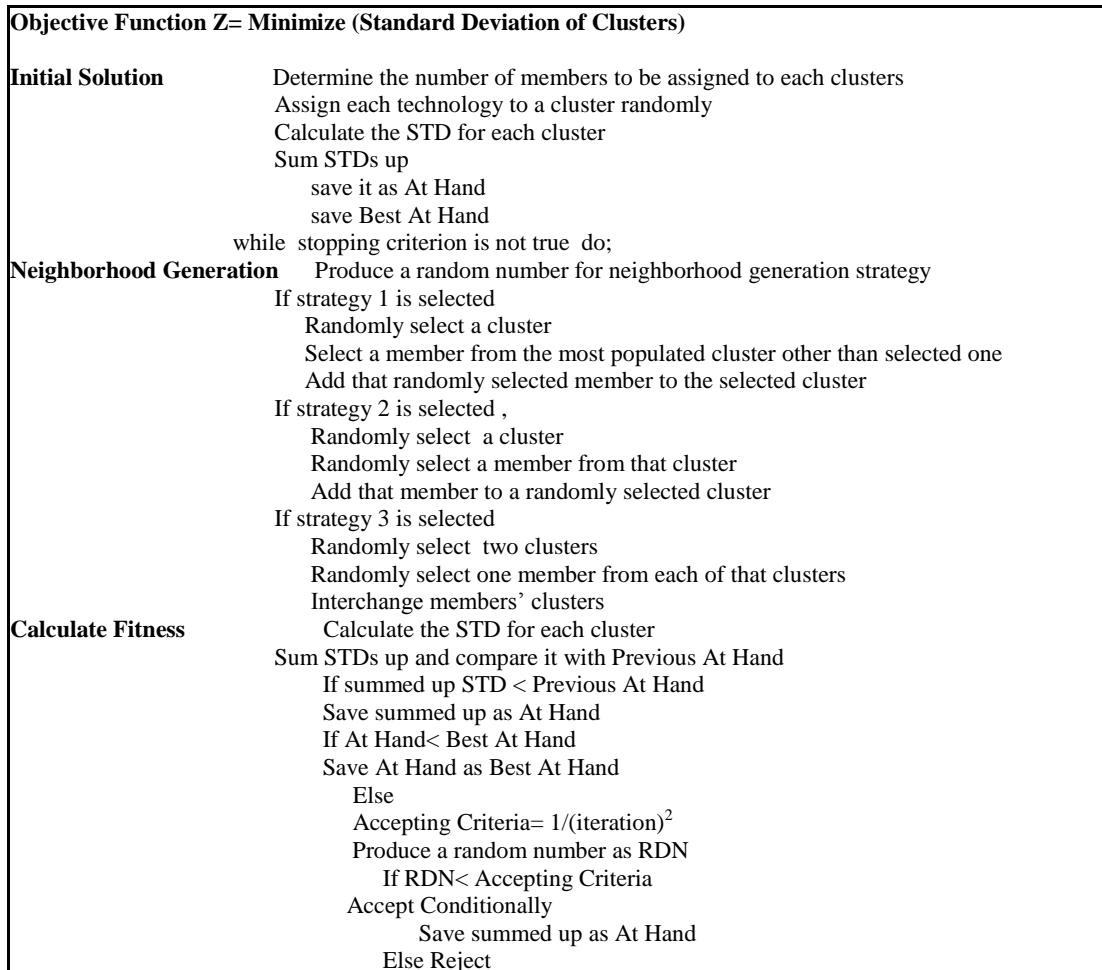 Objective Function Z= Minimize (Standard Deviation of Clusters)
Initial Solution Determine the number of members to be assigned to each clusters
Assign each technology to a cluster randomly
Calculate the STD for each cluster
Sum STDs up
save it as At Hand
save Best At Hand
while stopping criterion is not true do;
Neighborhood Generation Produce a random number for neighborhood generation strategy
If strategy 1 is selected
Randomly select a cluster
Select a member from the most populated cluster other than selected one
Add that randomly selected member to the selected cluster
If strategy 2 is selected ,
Randomly select a cluster
Randomly select a member from that cluster
Add that member to a randomly selected cluster
If strategy 3 is selected
Randomly select two clusters
Randomly select one member from each of that clusters
Interchange members’ clusters
Calculate Fitness Calculate the STD for each cluster
Sum STDs up and compare it with Previous At Hand
If summed up STD < Previous At Hand
Save summed up as At Hand
If At Hand< Best At Hand
Save At Hand as Best At Hand
Else
Accepting Criteria= 1/(iteration)²
Produce a random number as RDN
If RDN< Accepting Criteria
Accept Conditionally
Save summed up as At Hand
Else Reject